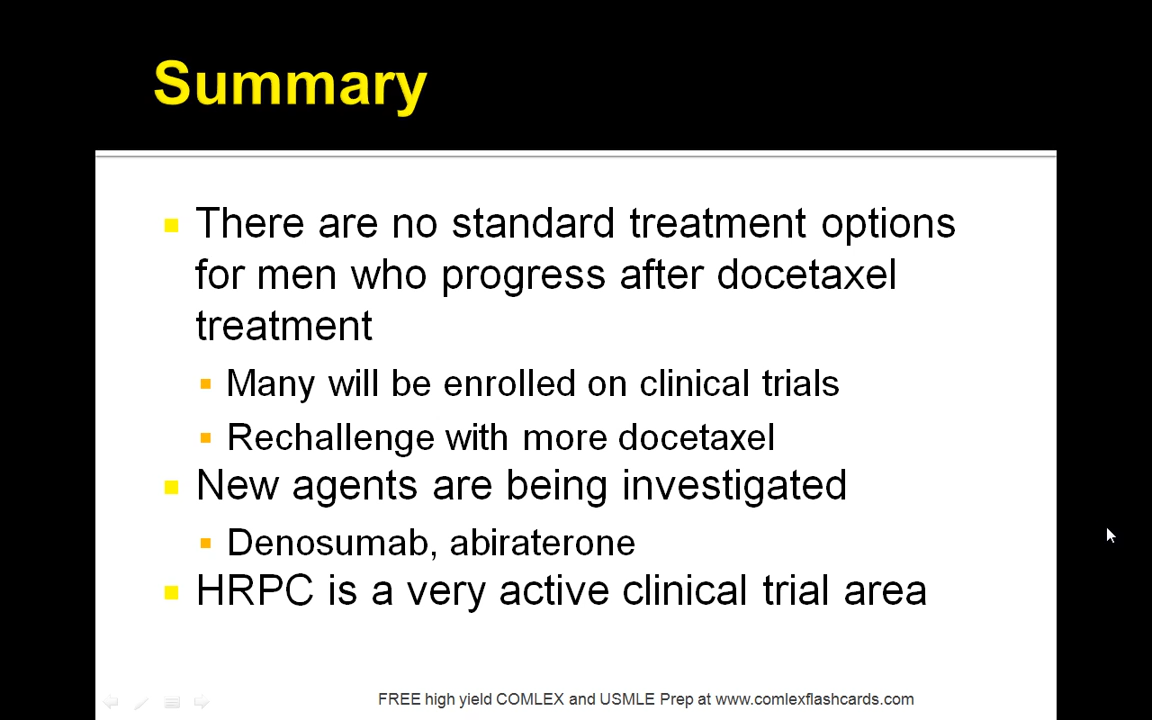 Summary
There are no standard treatment options
for men who progress after docetaxel
treatment
Many will be enrolled on clinical trials
Rechallenge with more docetaxel
New agents are being investigated
Denosumab, abiraterone
HRPC is a very active clinical trial area
FREE high yield COMLEX and USMLE Prep at www.comlexflashcards.com